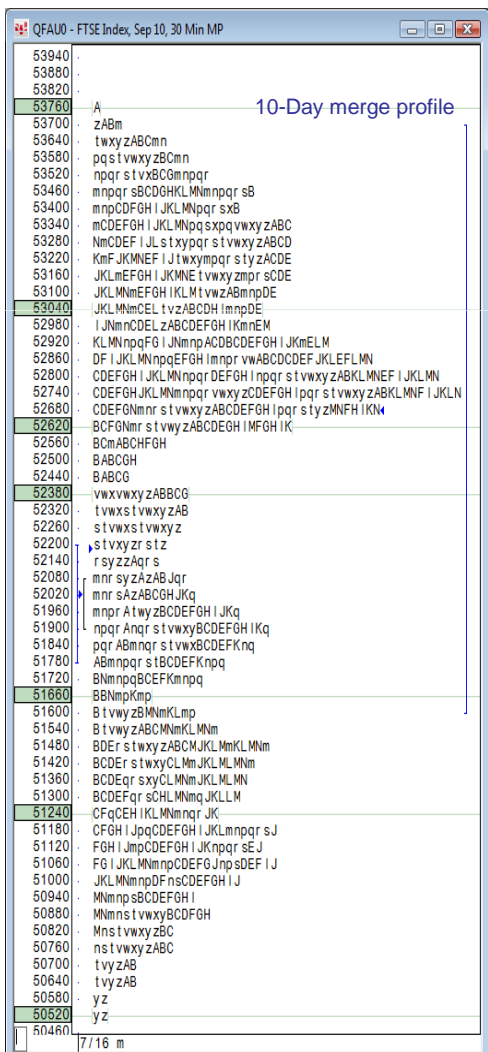 QFAU0 - FTSE Index, Sep 10, 30 Min MP
53940
53880
53820
53760 A
10-Day merge profile
53700 zABm
53640 twxyzABCmn
53580 pqstvwxyzBCmn
53520 npqrstvxBCGmnpqr
53460 mnpqrsBCDGHKLMNmnpqrsB
53400 mnpCDFGHIJKLMNpqrsxB
53340 mCDEFGHIJKLMNpqsxpqvwxyzABC
53280 NmCDEFIJLstxypqrstvwxyzABCD
53220 KmFJKMNEFIJtwxympqrstyzACDE
53160 JKLmEFGHIJKMNEtvwxyzmprsCDE
53100 JKLMNmEFGHIKLMtvwzABmnpDE
53040 JKLMNmCELtvzABCDHImnpDE
52980 IJNmnCDELzABCDEFGHIKmnEM
52920 KLMNnpqFGIJNmnpACDBCDEFGHIJKmELM
52860 DFIJKLMNnpqEFGHImnprvwABCDCDEFJKLEFLMN
52800 CDEFGHIJKLMNnpqrDEFGHInpqrstvwxyzABKLMNEFIJKLMN
52740 CDEFGHJKLMNmnpqrvwxyzCDEFGHIpqrstvwxyzABKLMNFIJKLN
52680 CDEFGNmnrstvwxyzABCDEFGHIpqrstyzMNFHIKN
52620 BCFGNmrstvwyzABCDEGHIMFGHIK
52560 BCmABCHFGH
52500 BABCGH
52440 BABCG
52380 vwxvwxyzABBCG
52320 tvwxstvwxyzAB
52260 stvwxstvwxyz
52200 stvxyzrstz
52140 rsyzzAqrs
52080 mnrsyzAzABJqr
52020 mnrsAzABCGHJKq
51960 mnprAtwyzBCDEFGHIJKq
51900 npqrAnqrstvwxyBCDEFGHIKq
51840 pqrABmnqrstvwxBCDEFKnq
51780 ABmnpqrstBCDEFKnpq
51720 BNmnpqBCEFKmnpq
51660 BBNmpKmp
51600 BtvwyzBMNmKLmp
51540 BtvwyzABCMNmKLMNm
51480 BDErstwxyzABCMJKLMmKLMNm
51420 BCDErstwxyCLMmJKLMLMNm
51360 BCDEqrsxyCLMNmJKLMLMN
51300 BCDEFqrsCHLMNmqJKLLM
51240 CFqCEHIKLMNmnqrJK
51180 CFGHIJpqCDEFGHIJKLmnpqrsJ
51120 FGHIJmpCDEFGHIJKnpqrsEJ
51060 FGIJKLMNmnpCDEFGJnpsDEFIJ
51000 JKLMNmnpDFnsCDEFGHIJ
50940 MNmnpsBCDEFGHI
50880 MNmnstvwxyBCDFGH
50820 MnstvwxyzBC
50760 nstvwxyzABC
50700 tvyzAB
50640 tvyzAB
50580 yz
50520 yz
50460
7/16 m